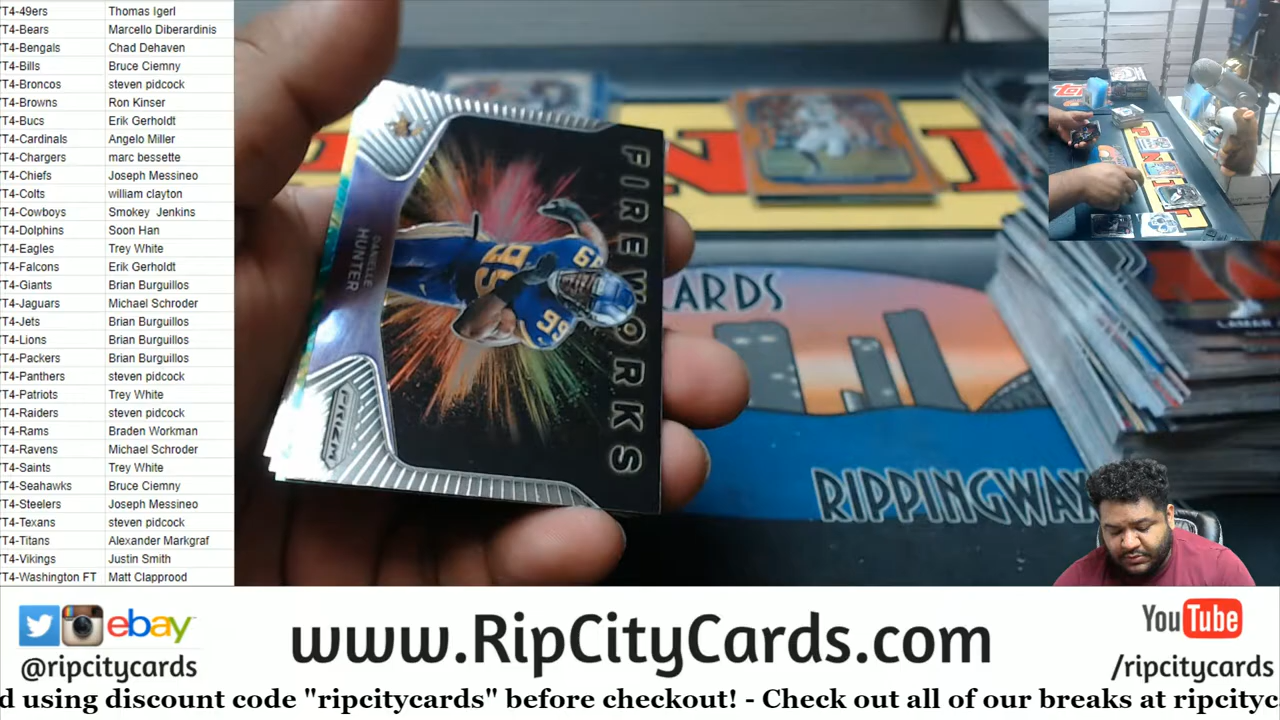 T4-49ers Thomas Igerl
T4-Bears Marcello Diberardinis
T4-Bengals Chad Dehaven
T4-Bills Bruce Ciemny
T4-Broncos steven pidcock
T4-Browns Ron Kinser
T4-Bucs Erik Gerholdt
T4-Cardinals Angelo Miller
T4-Chargers marc bessette
T4-Chiefs Joseph Messineo
T4-Colts william clayton
T4-Cowboys Smokey Jenkins
T4-Dolphins Soon Han
T4-Eagles Trey White
T4-Falcons Erik Gerholdt
T4-Giants Brian Burguillos
T4-Jaguars Michael Schroder
T4-Jets Brian Burguillos
T4-Lions Brian Burguillos
T4-Packers Brian Burguillos
T4-Panthers steven pidcock
T4-Patriots Trey White
T4-Raiders steven pidcock
T4-Rams Braden Workman
T4-Ravens Michael Schroder
T4-Saints Trey White
T4-Seahawks Bruce Ciemny
T4-Steelers Joseph Messineo
T4-Texans steven pidcock
T4-Titans Alexander Markgraf
T4-Vikings Justin Smith
T4-Washington FT Matt Clapprood
FIREWORKS
DANIELLE
HUNTER
99
PRIZM
CARDS
RIPPINGWAX
LAMAR
ebay
@ripcitycards
www.RipCityCards.com
YouTube
/ripcitycards
d using discount code "ripcitycards" before checkout! - Check out all of our breaks at ripcityc